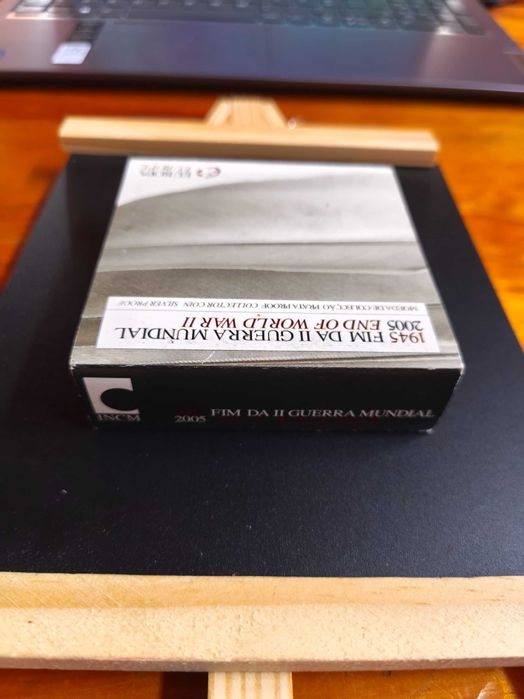 1945 FIM DA II GUERRA MUNDIAL
2005 END OF WORLD WAR II
MOEDA DE COLECÇÃO PRATA PROOF COLLECTOR COIN SILVER PROOF
INCM
2005 FIM DA II GUERRA MUNDIAL